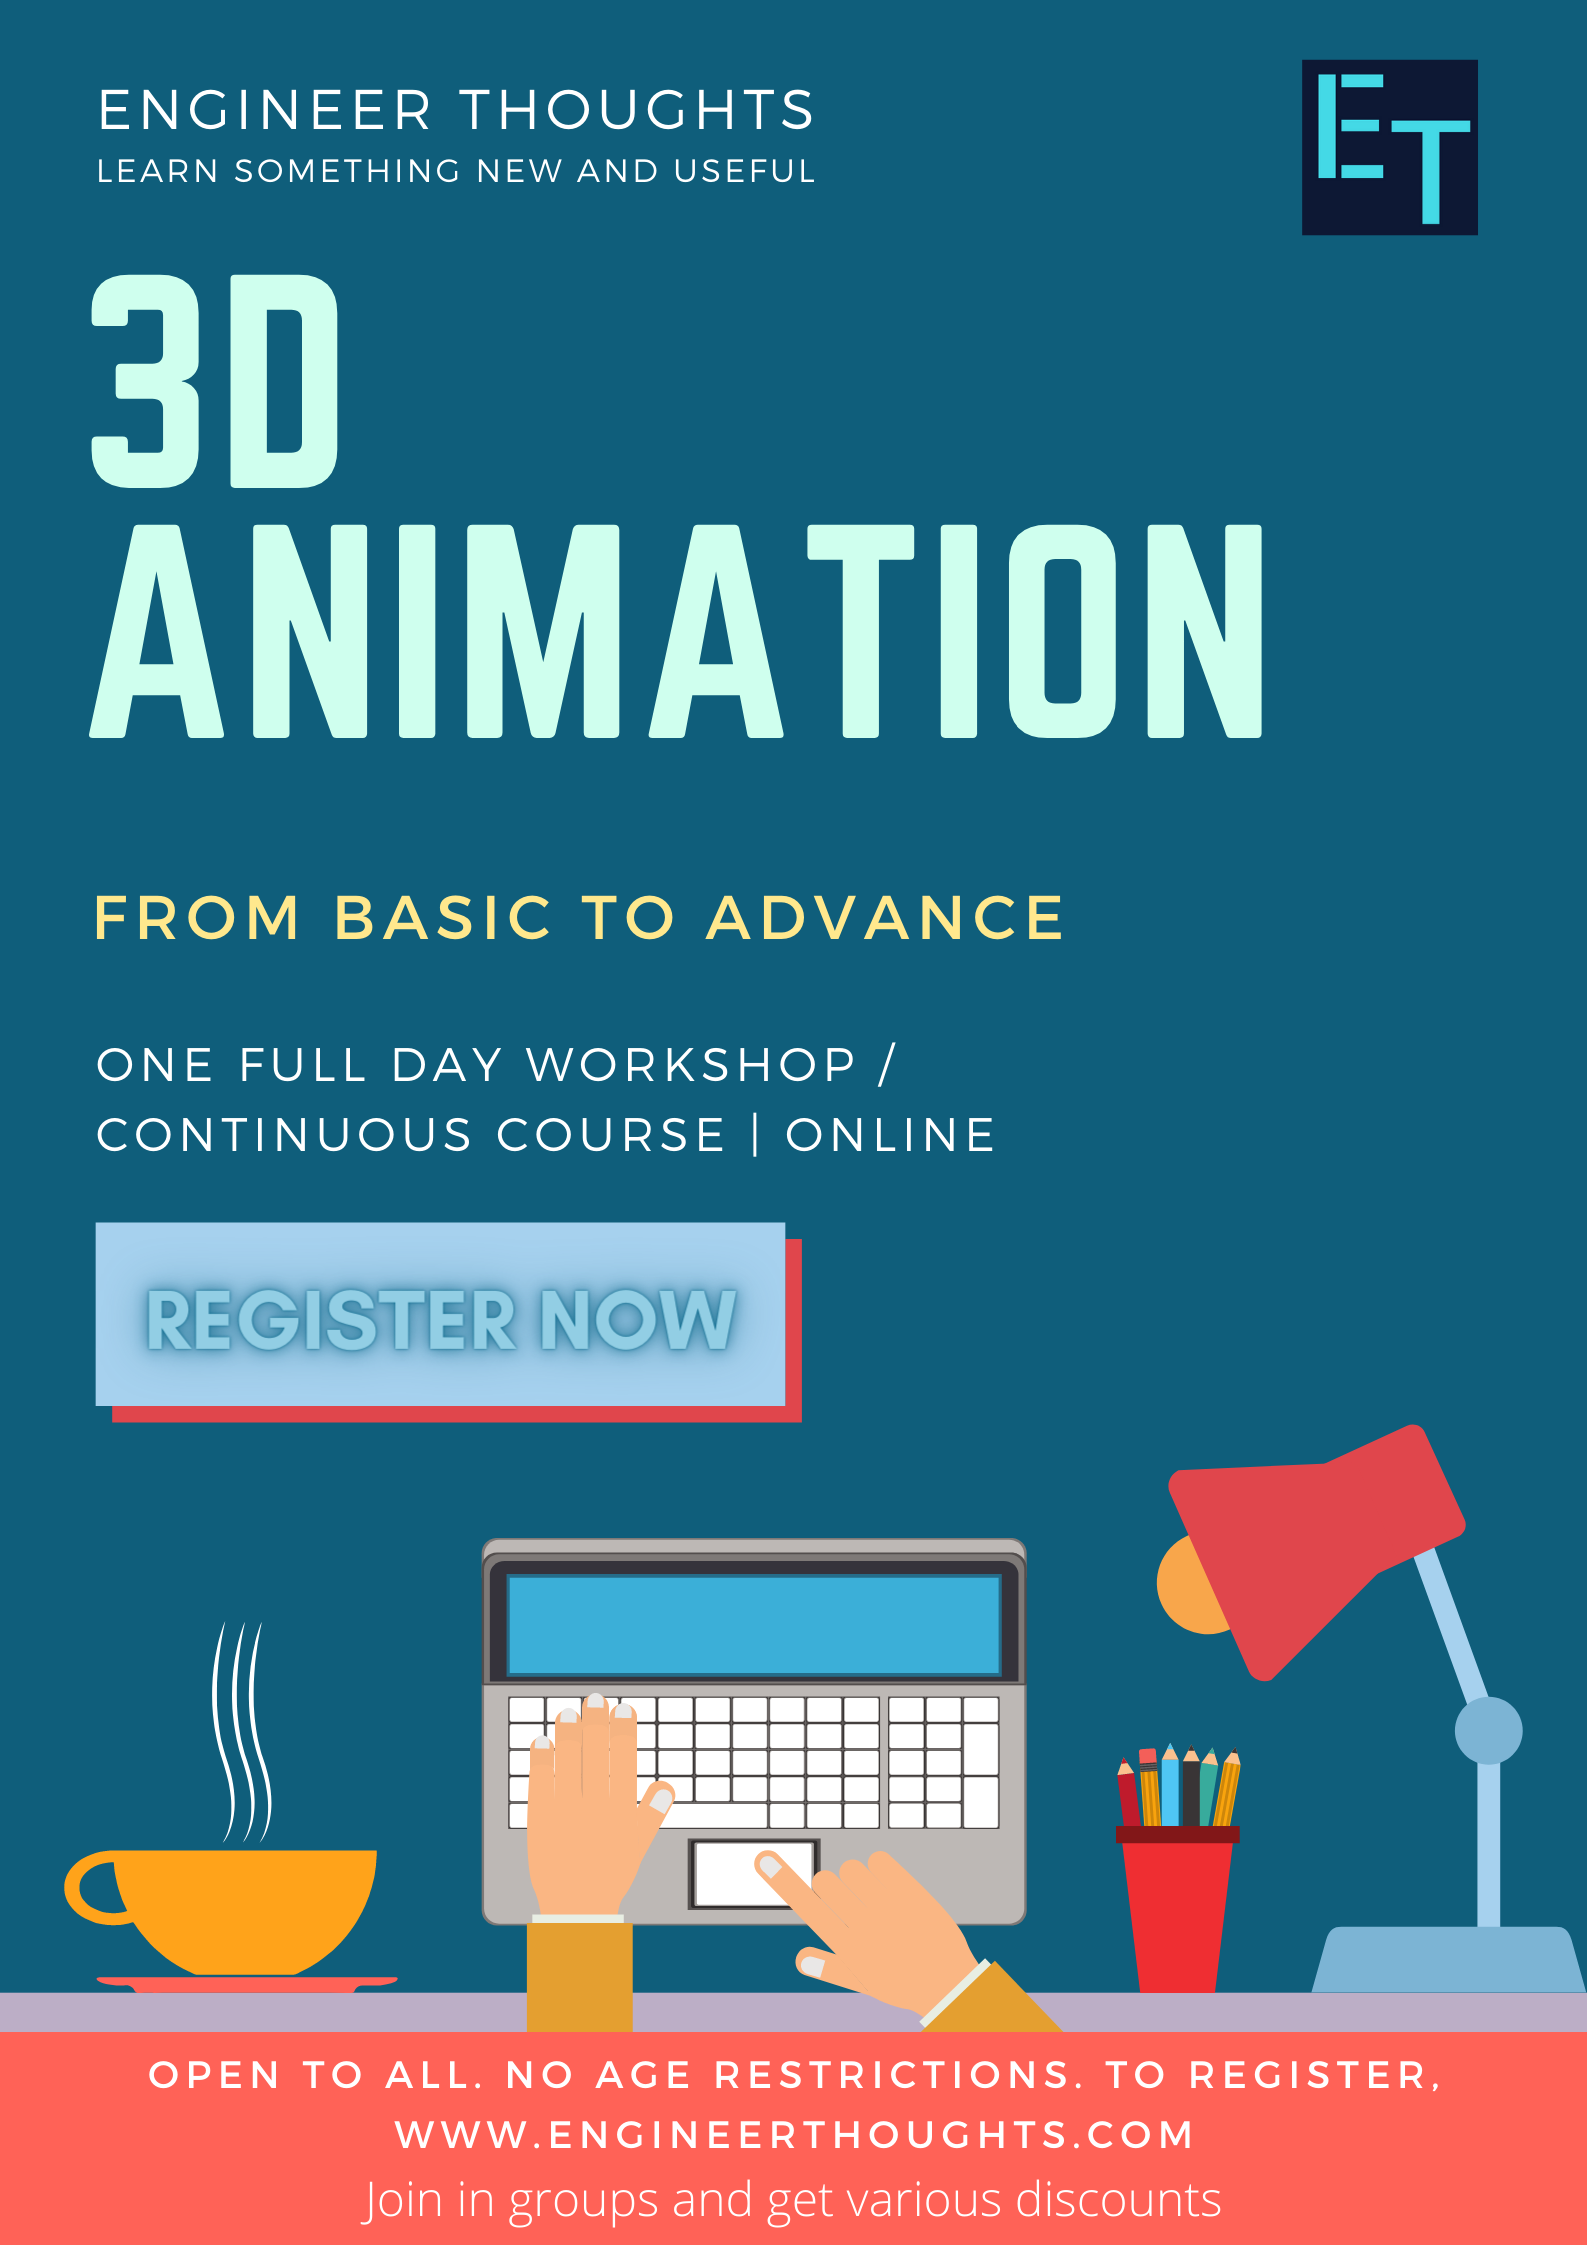 ENGINEER THOUGHTS
LEARN SOMETHING NEW AND USEFUL
ET
3D
ANIMATION
FROM BASIC TO ADVANCE
ONE FULL DAY WORKSHOP /
CONTINUOUS COURSE | ONLINE
REGISTER NOW
OPEN TO ALL. NO AGE RESTRICTIONS. TO REGISTER,
WWW.ENGINEERTHOUGHTS.COM
Join in groups and get various discounts